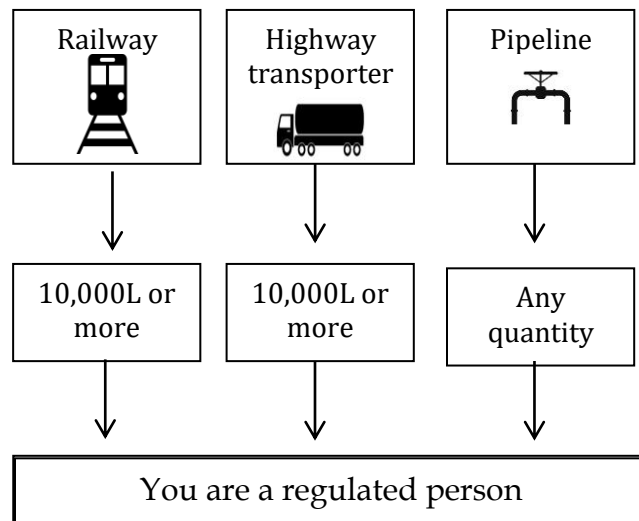 Railway
Highway
transporter
Pipeline
10,000L or
more
10,000L or
more
Any
quantity
You are a regulated person